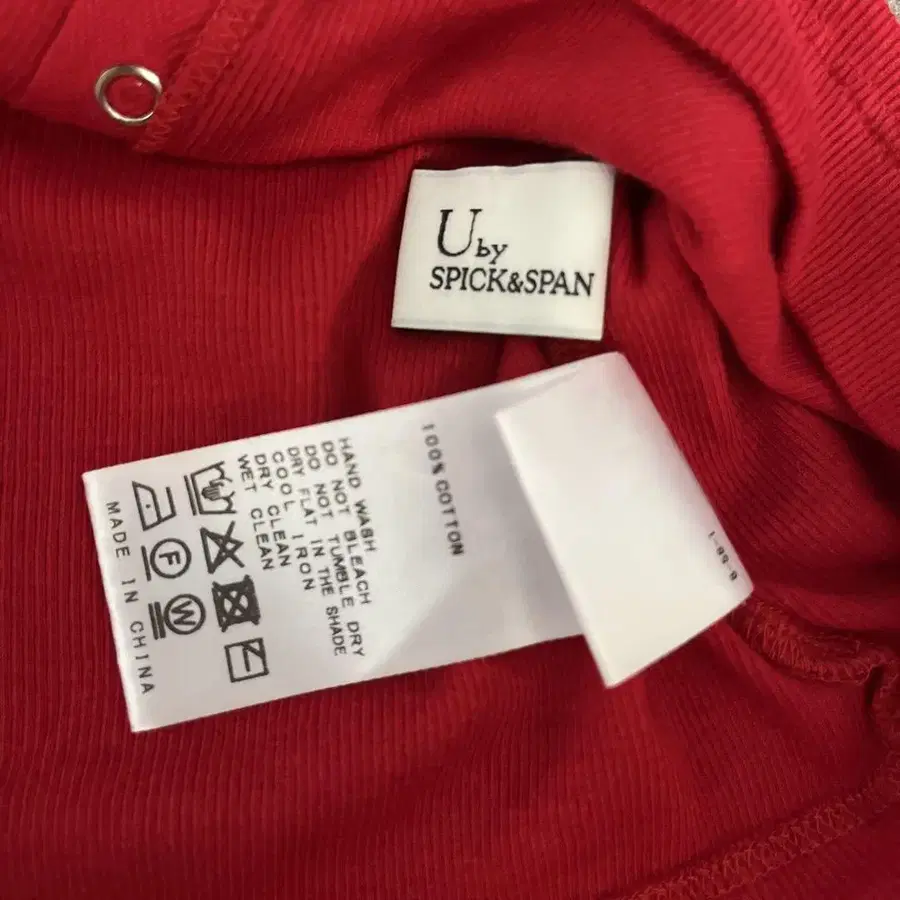 U by
SPICK&SPAN
100% COTTON
HAND WASH
DO NOT BLEACH
DO NOT TUMBLE DRY
DRY FLAT IN THE SHADE
COOL IRON
DRY CLEAN
WET CLEAN
F
W
MADE IN CHINA